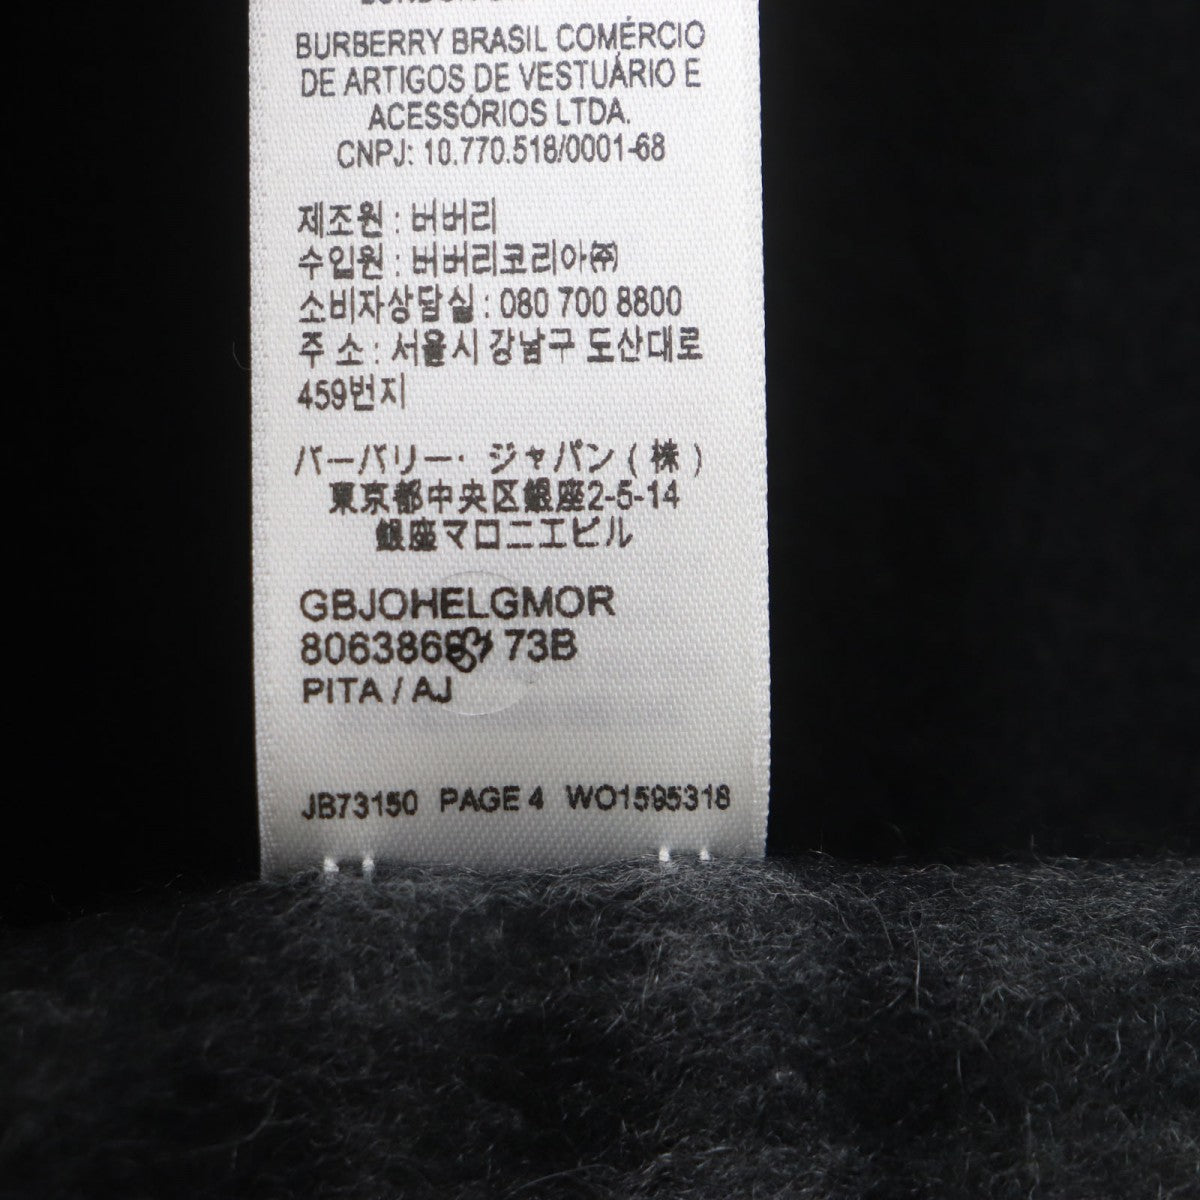 BURBERRY BRASIL COMÉRCIO
DE ARTIGOS DE VESTUÁRIO E
ACESSÓRIOS LTDA.
CNPJ: 10.770.518/0001-68
제조원 : 버버리
수입원 : 버버리코리아㈜
소비자상담실 : 080 700 8800
주 소 : 서울시 강남구 도산대로
459번지
バーバリー・ ジャパン ( 株 )
東京都中央区銀座2-5-14
銀座マロニエビル
GBJOHELGMOR
73B
PITA / AJ
JB73150 PAGE 4 WO1595318